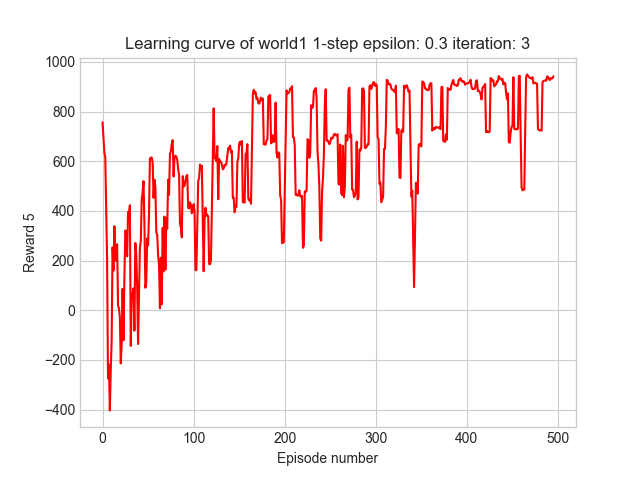 Learning curve of world1 1-step epsilon: 0.3 iteration: 3
1000
800
600
400
200
0
−200
−400
Reward 5
0 100 200 300 400 500
Episode number